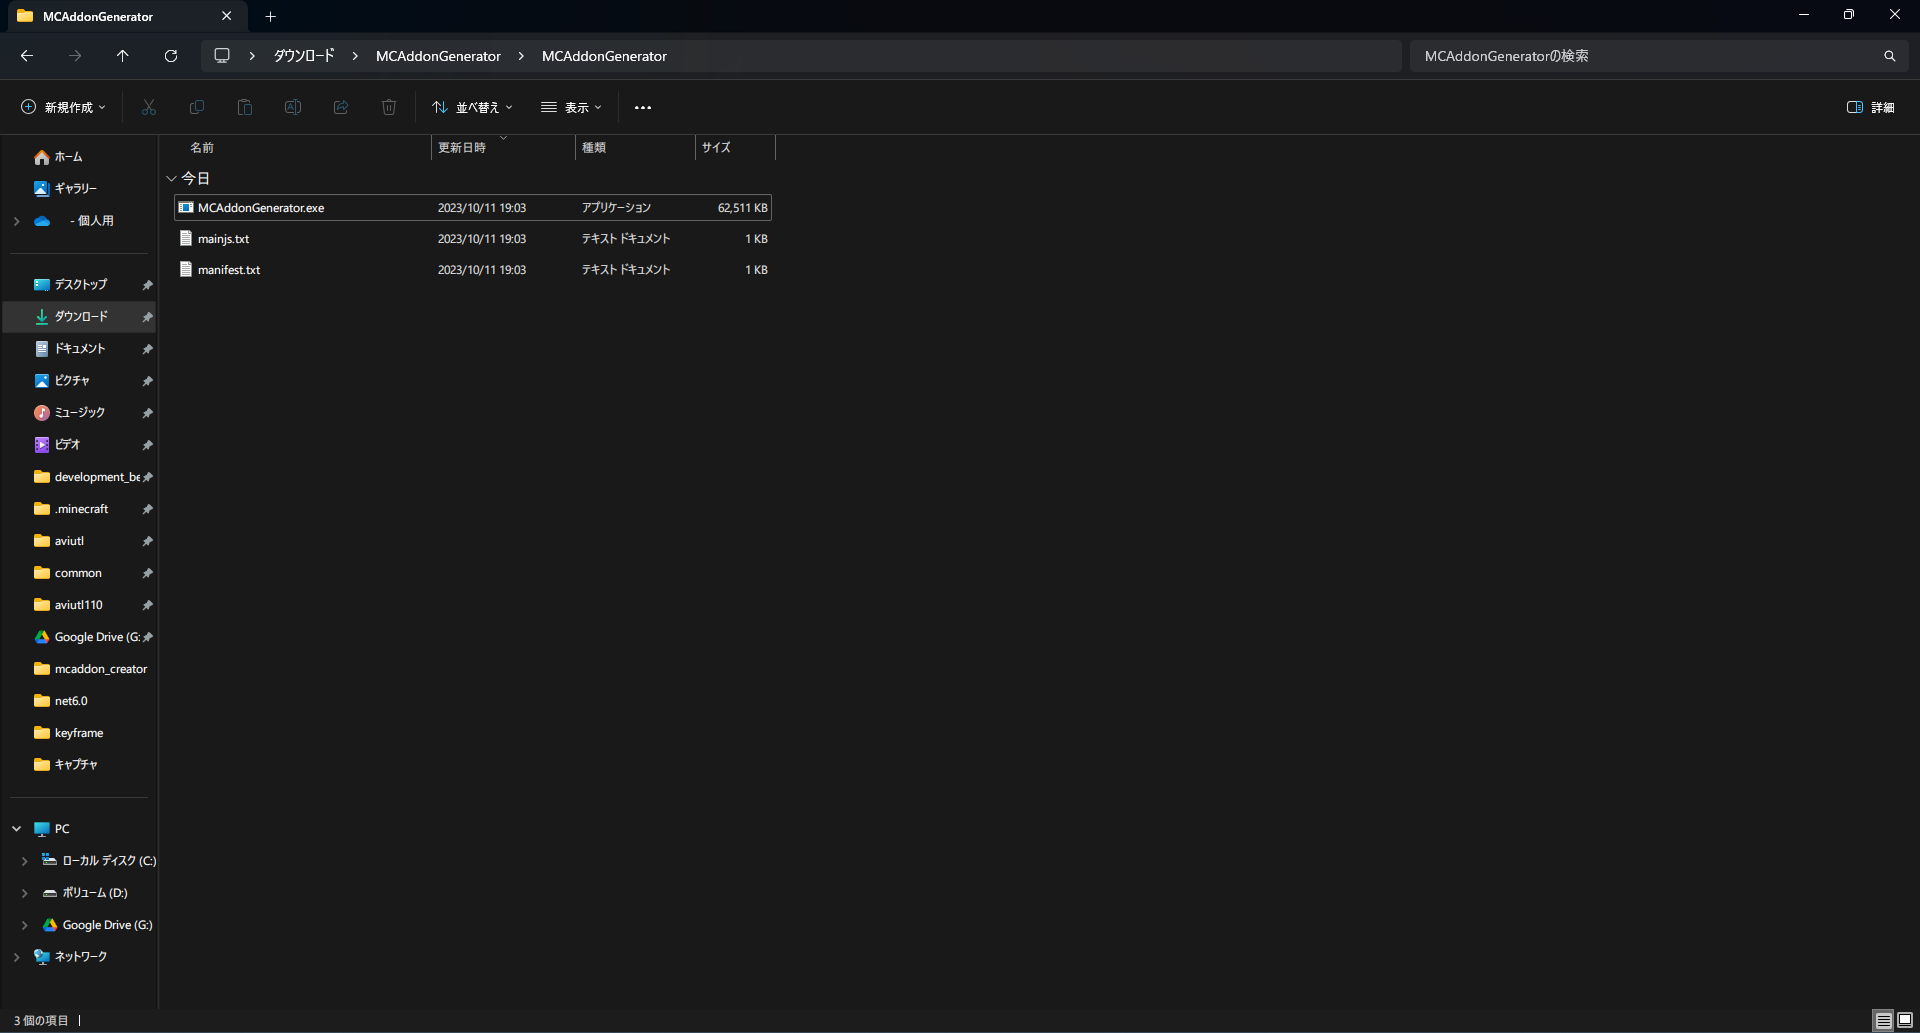 MCAddonGenerator
ダウンロード MCAddonGenerator MCAddonGenerator MCAddonGeneratorの検索
新規作成 並べ替え 表示 詳細
名前 更新日時 種類 サイズ
今日
MCAddonGenerator.exe 2023/10/11 19:03 アプリケーション 62,511 KB
mainjs.txt 2023/10/11 19:03 テキスト ドキュメント 1 KB
manifest.txt 2023/10/11 19:03 テキスト ドキュメント 1 KB
ホーム
ギャラリー
- 個人用
デスクトップ
ダウンロード
ドキュメント
ピクチャ
ミュージック
ビデオ
development_be
.minecraft
aviutl
common
aviutl110
Google Drive (G:
mcaddon_creator
net6.0
keyframe
キャプチャ
PC
ローカル ディスク (C:)
ボリューム (D:)
Google Drive (G:)
ネットワーク
3 個の項目